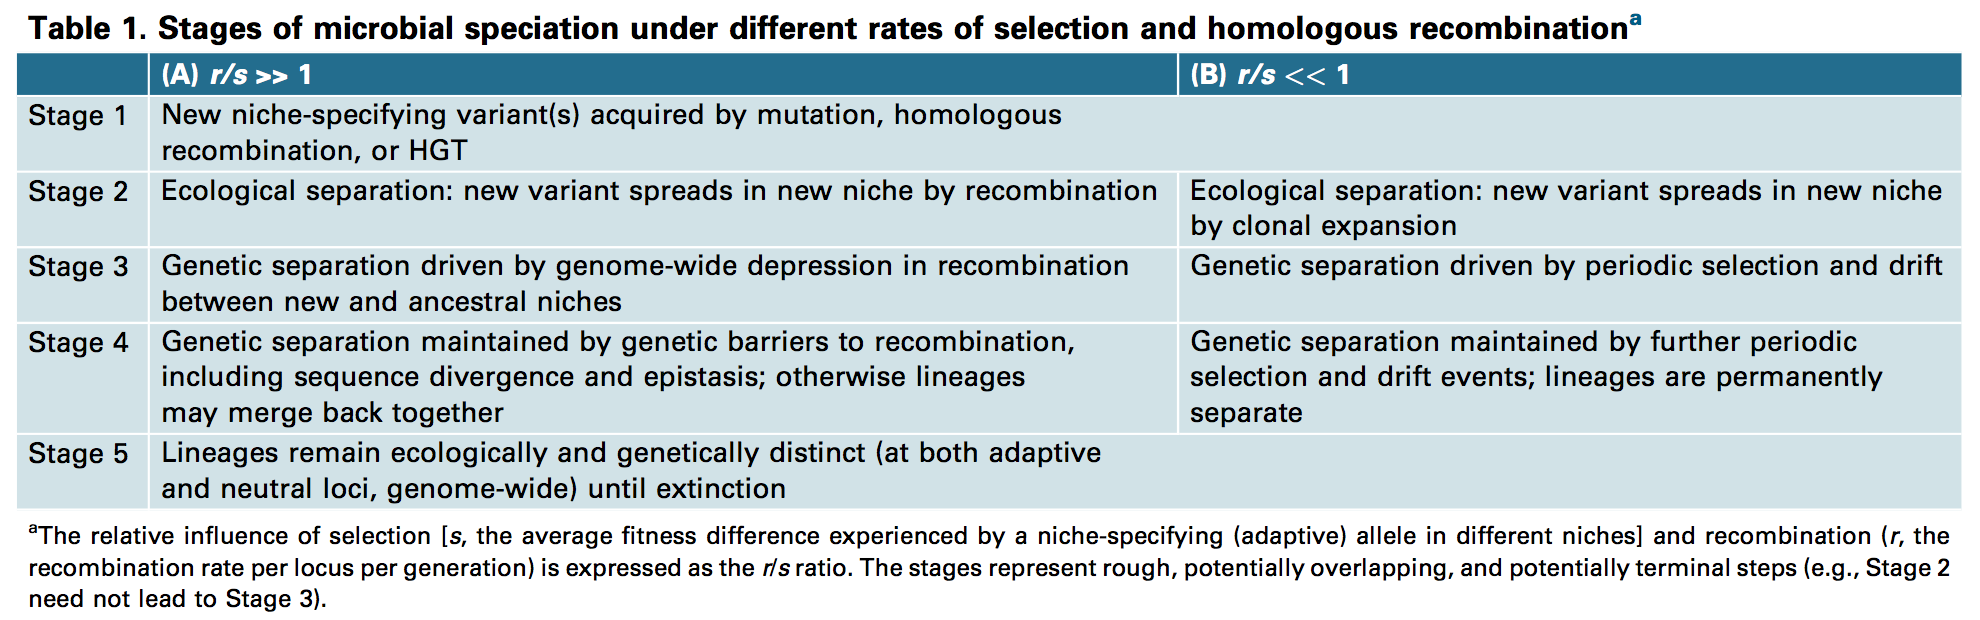 Table 1. Stages of microbial speciation under different rates of selection and homologous recombinationa
(A) r/s >> 1
(B) r/s << 1
Stage 1
New niche-specifying variant(s) acquired by mutation, homologous
recombination, or HGT
Stage 2
Ecological separation: new variant spreads in new niche by recombination
Ecological separation: new variant spreads in new niche
by clonal expansion
Stage 3
Genetic separation driven by genome-wide depression in recombination
between new and ancestral niches
Genetic separation driven by periodic selection and drift
Stage 4
Genetic separation maintained by genetic barriers to recombination,
including sequence divergence and epistasis; otherwise lineages
may merge back together
Genetic separation maintained by further periodic
selection and drift events; lineages are permanently
separate
Stage 5
Lineages remain ecologically and genetically distinct (at both adaptive
and neutral loci, genome-wide) until extinction
aThe relative influence of selection [s, the average fitness difference experienced by a niche-specifying (adaptive) allele in different niches] and recombination (r, the
recombination rate per locus per generation) is expressed as the r/s ratio. The stages represent rough, potentially overlapping, and potentially terminal steps (e.g., Stage 2
need not lead to Stage 3).